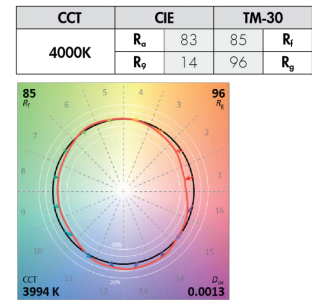 CCT CIE TM-30
4000K Ra 83 85 Rf
R9 14 96 Rg
85 96
Rf Rg
5 4
6 3
7 2
8 1
9 16
10 15
11 12 13 14
20%
CCT Duv
3994 K 0.0013